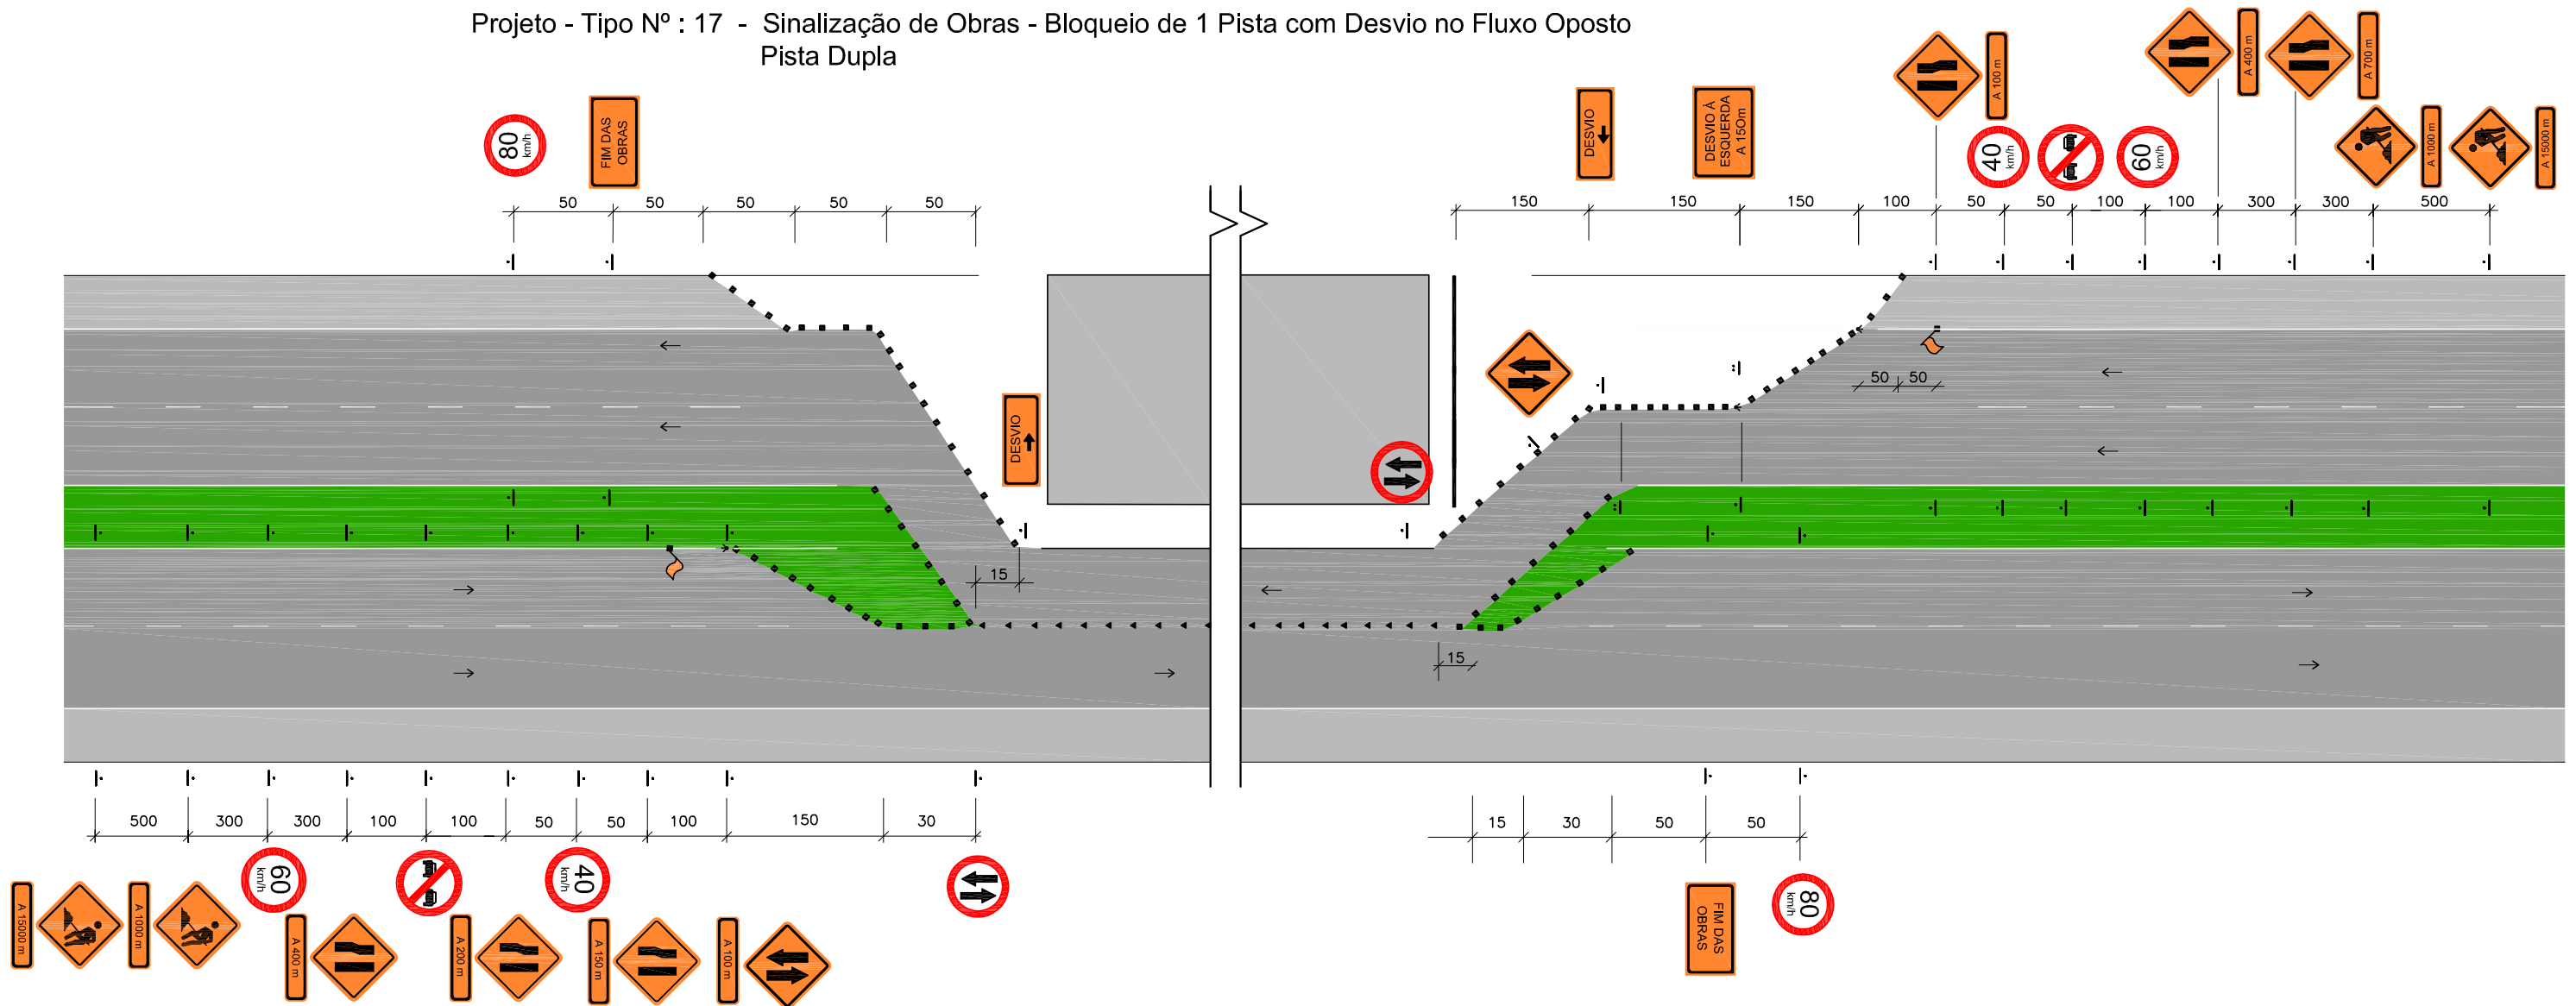 Projeto - Tipo Nº : 17 - Sinalização de Obras - Bloqueio de 1 Pista com Desvio no Fluxo Oposto
Pista Dupla
80
km/h
FIM DAS
OBRAS
DESVIO
DESVIO À
ESQUERDA
A 15Om
A 100 m
40
km/h
60
km/h
A 400 m
A 700 m
A 1000 m
A 15000 m
50 50 50 50 50
150 150 150 100 50 50 100 100 300 300 500
50 50
DESVIO
15
15
500 300 300 100 100 50 50 100 150 30
15 30 50 50
A 15000 m
A 1000 m
60
km/h
A 400 m
A 200 m
40
km/h
A 150 m
A 100 m
FIM DAS
OBRAS
80
km/h